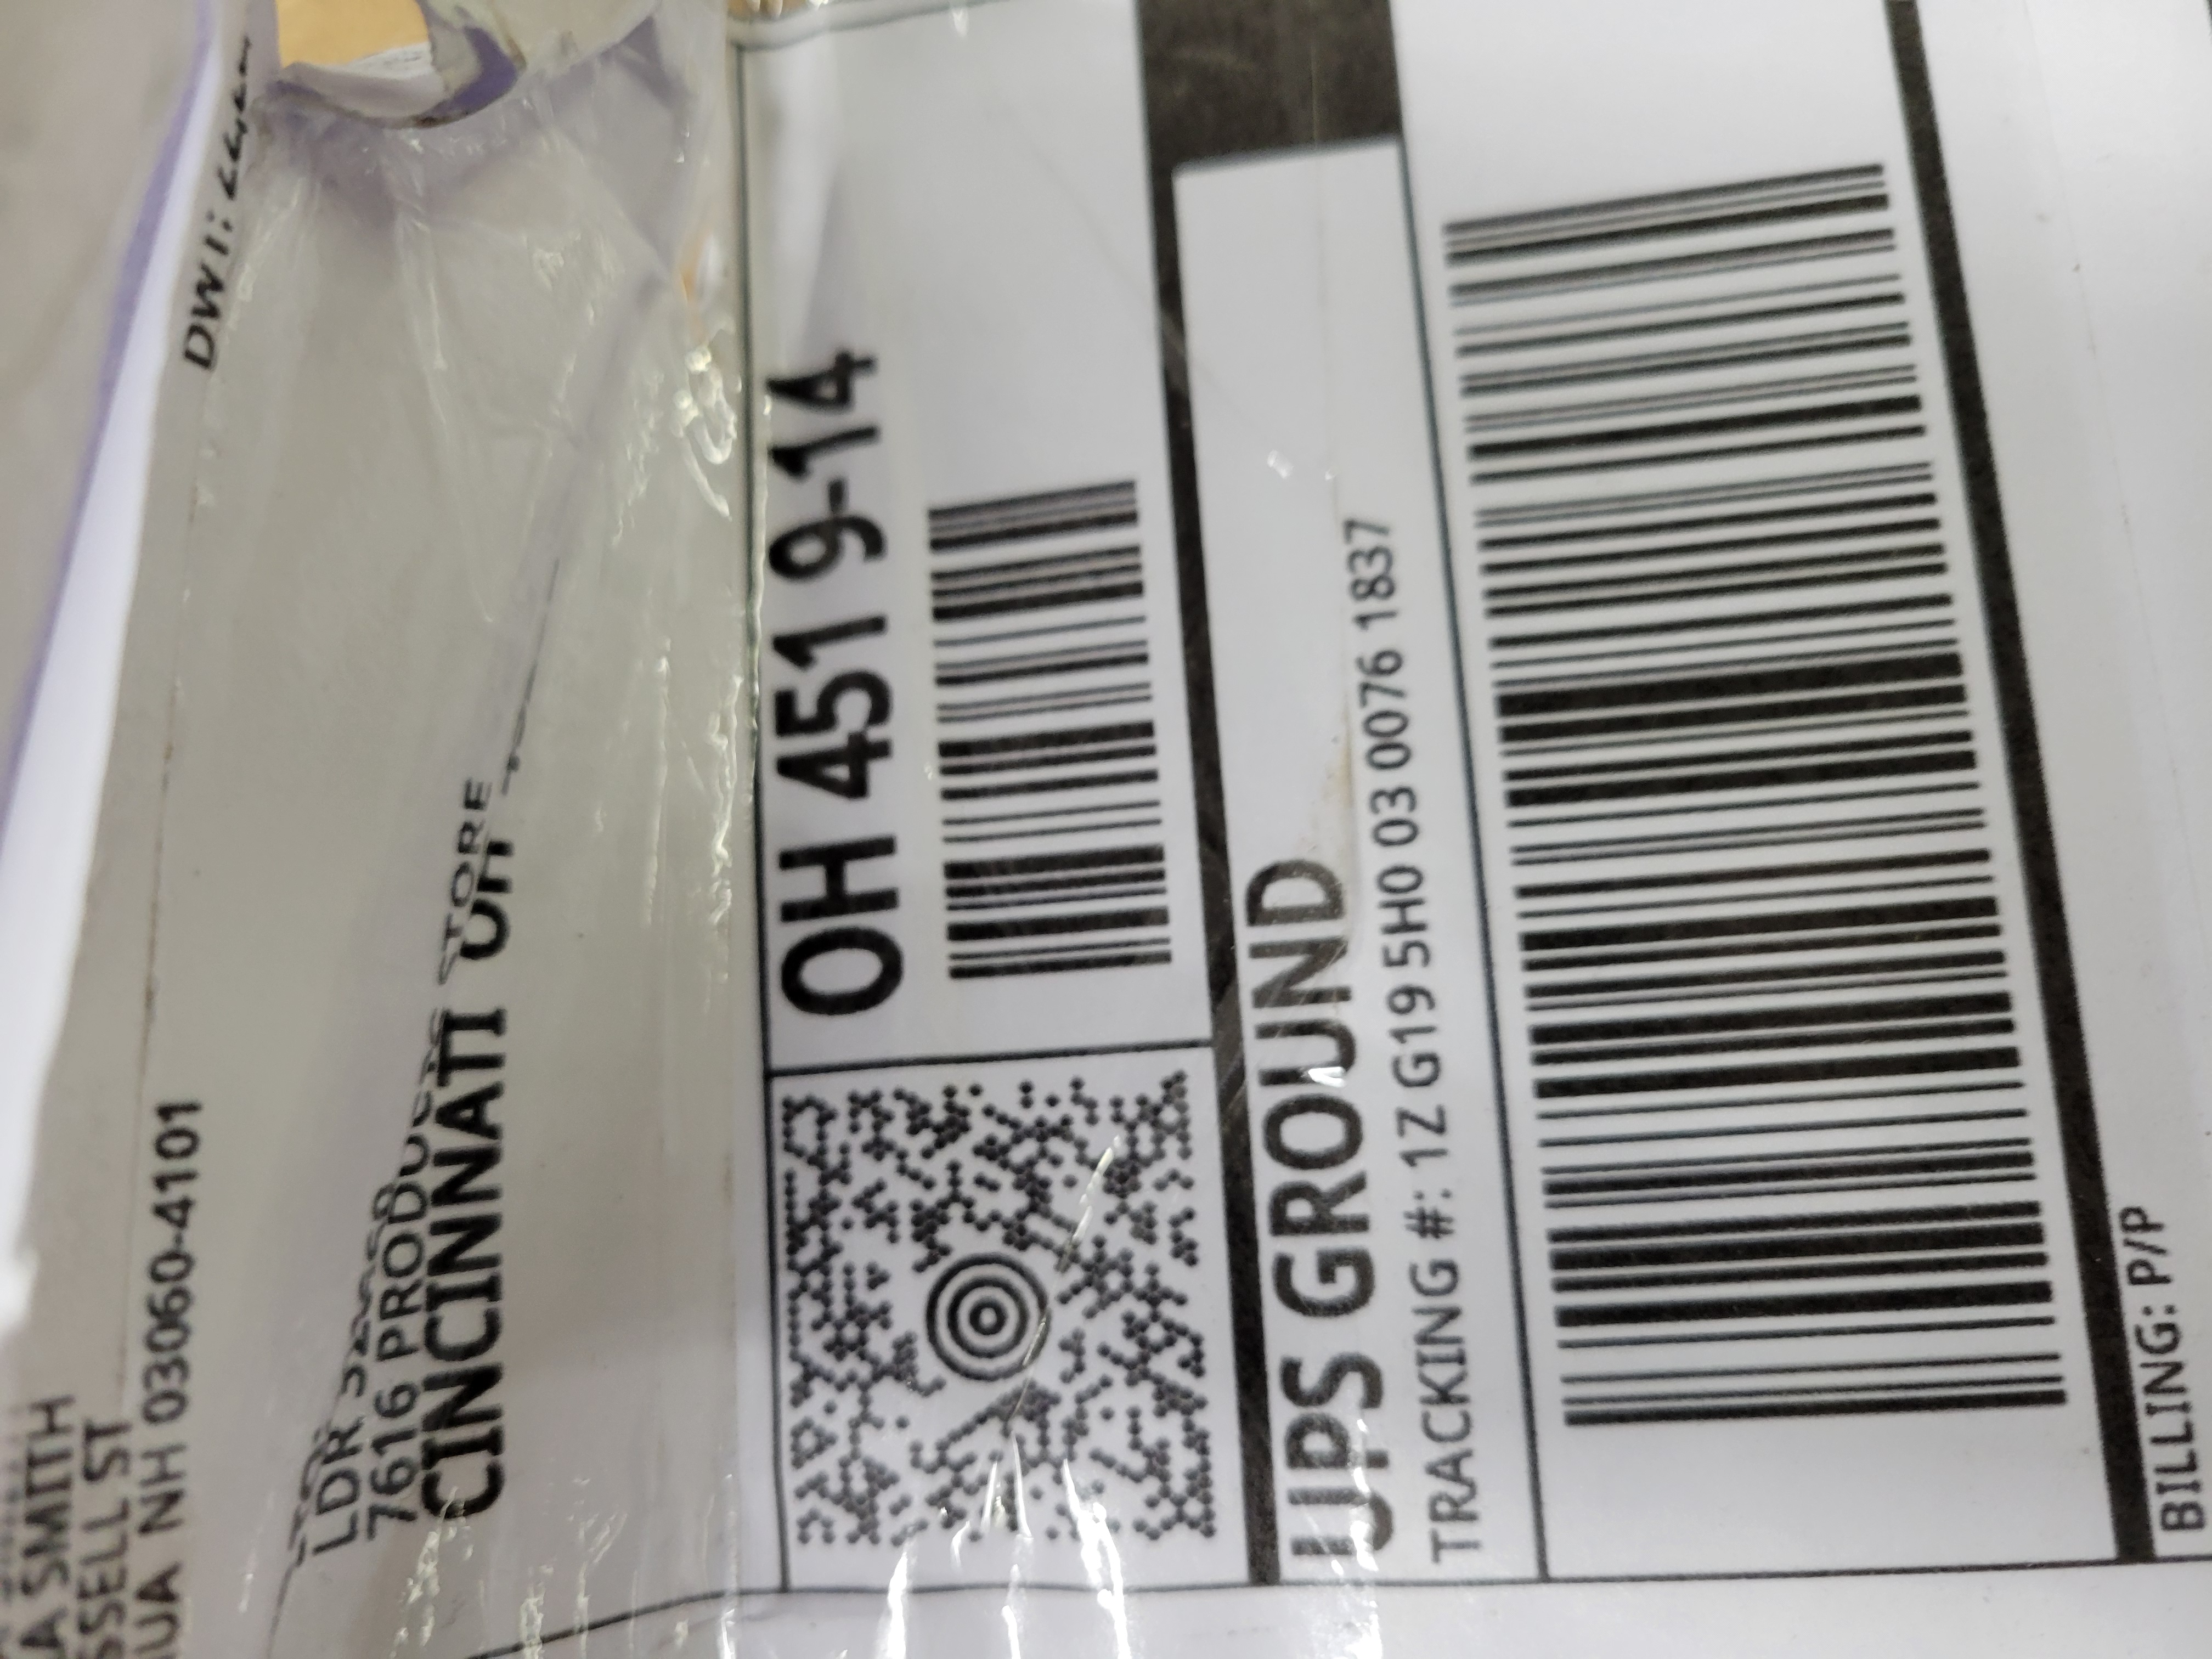 A SMITH
SSELL ST
UA NH 03060-4101
LDR
7616 PRODUCTS STORE
CINCINNATI OH
OH 451 9-14
UPS GROUND
TRACKING #: 1Z G19 5H0 03 0076 1837
BILLING: P/P